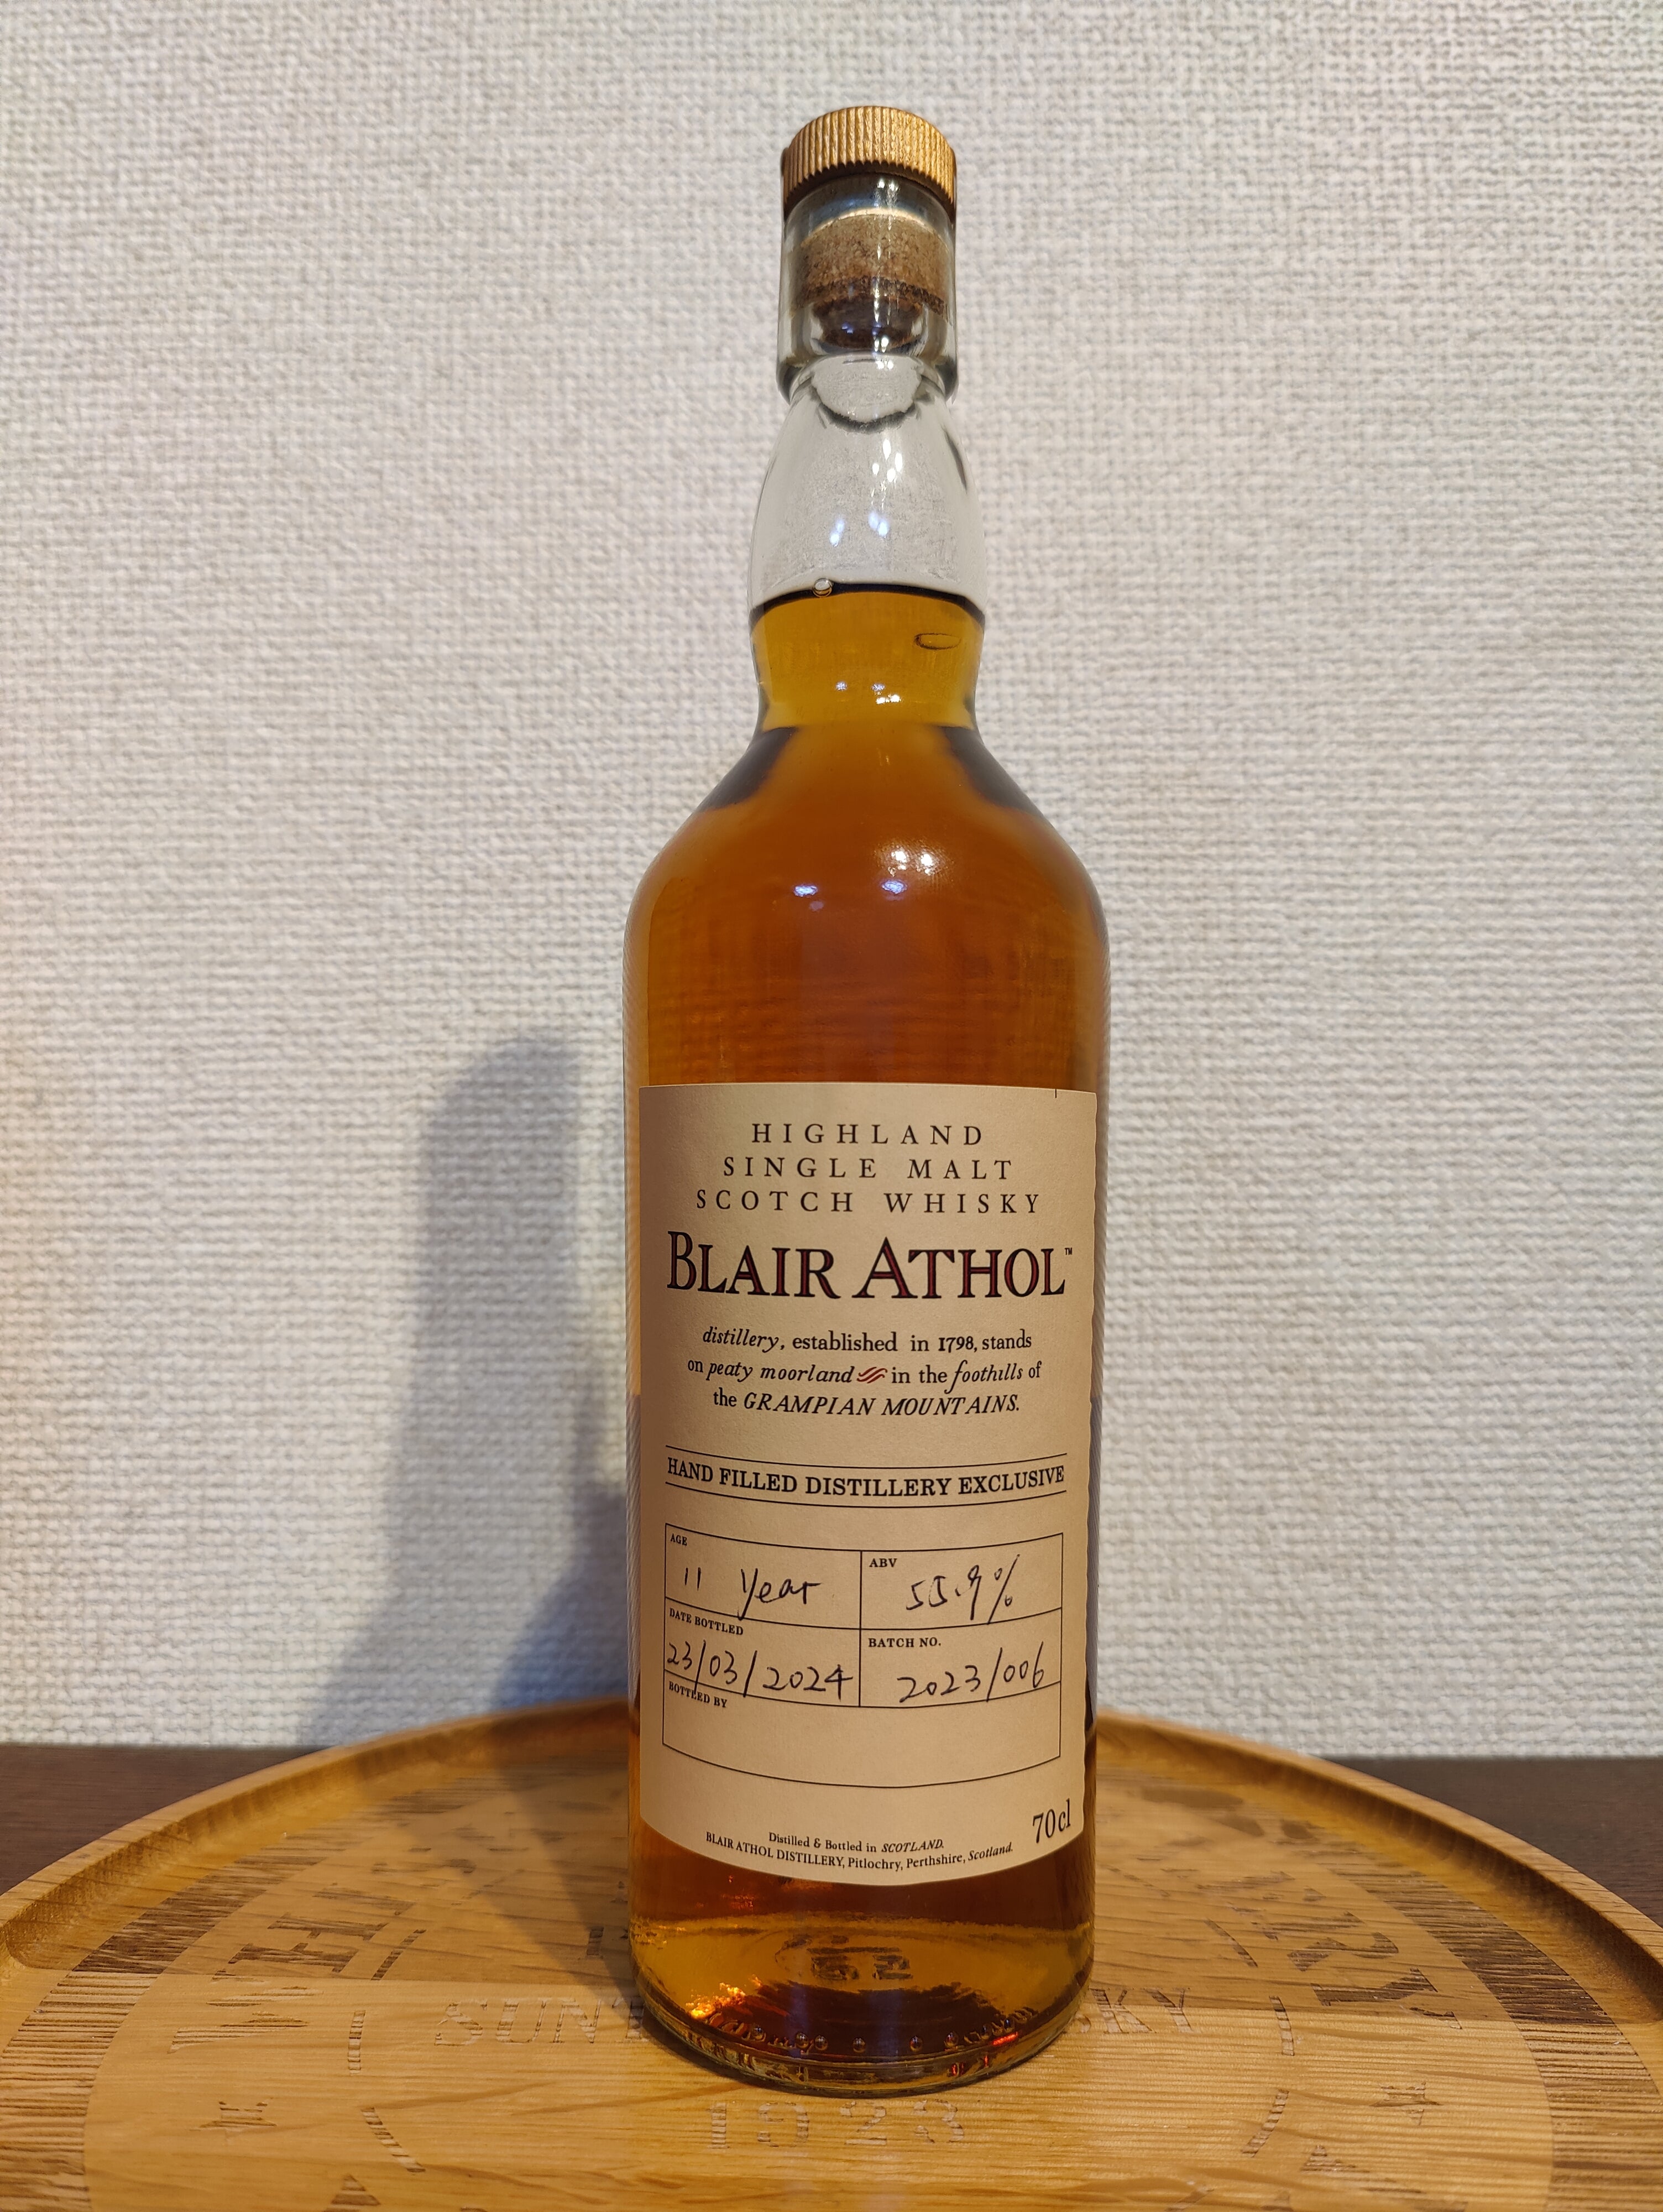 HIGHLAND
SINGLE MALT
SCOTCH WHISKY
BLAIR ATHOL™
distillery, established in 1798, stands
on peaty moorland in the foothills of
the GRAMPIAN MOUNTAINS.
HAND FILLED DISTILLERY EXCLUSIVE
AGE
11 year
ABV
55.9%
DATE BOTTLED
23/03/2024
BATCH NO.
2023/006
BOTTLED BY
70cl
Distilled & Bottled in SCOTLAND.
BLAIR ATHOL DISTILLERY, Pitlochry, Perthshire, Scotland.
1923